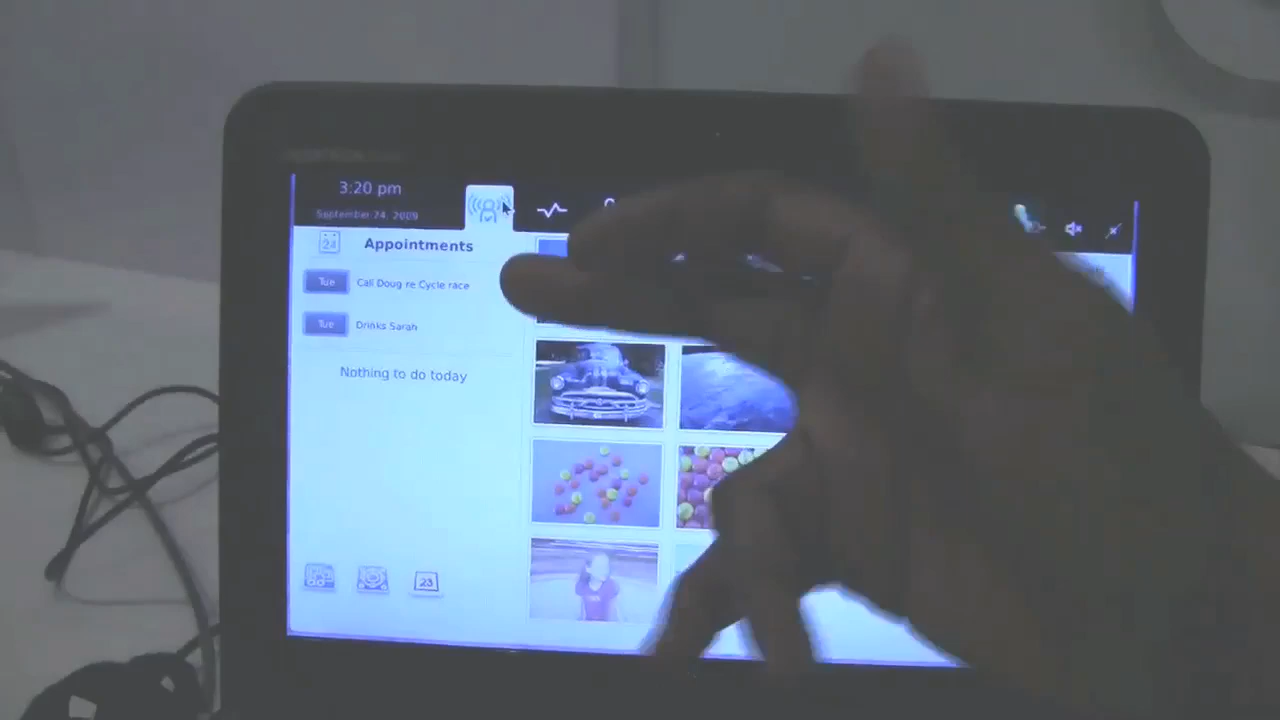 3:20 pm
September 24, 2009
24
Appointments
Tue
Call Doug re Cycle race
Tue
Drinks Sarah
Nothing to do today
23